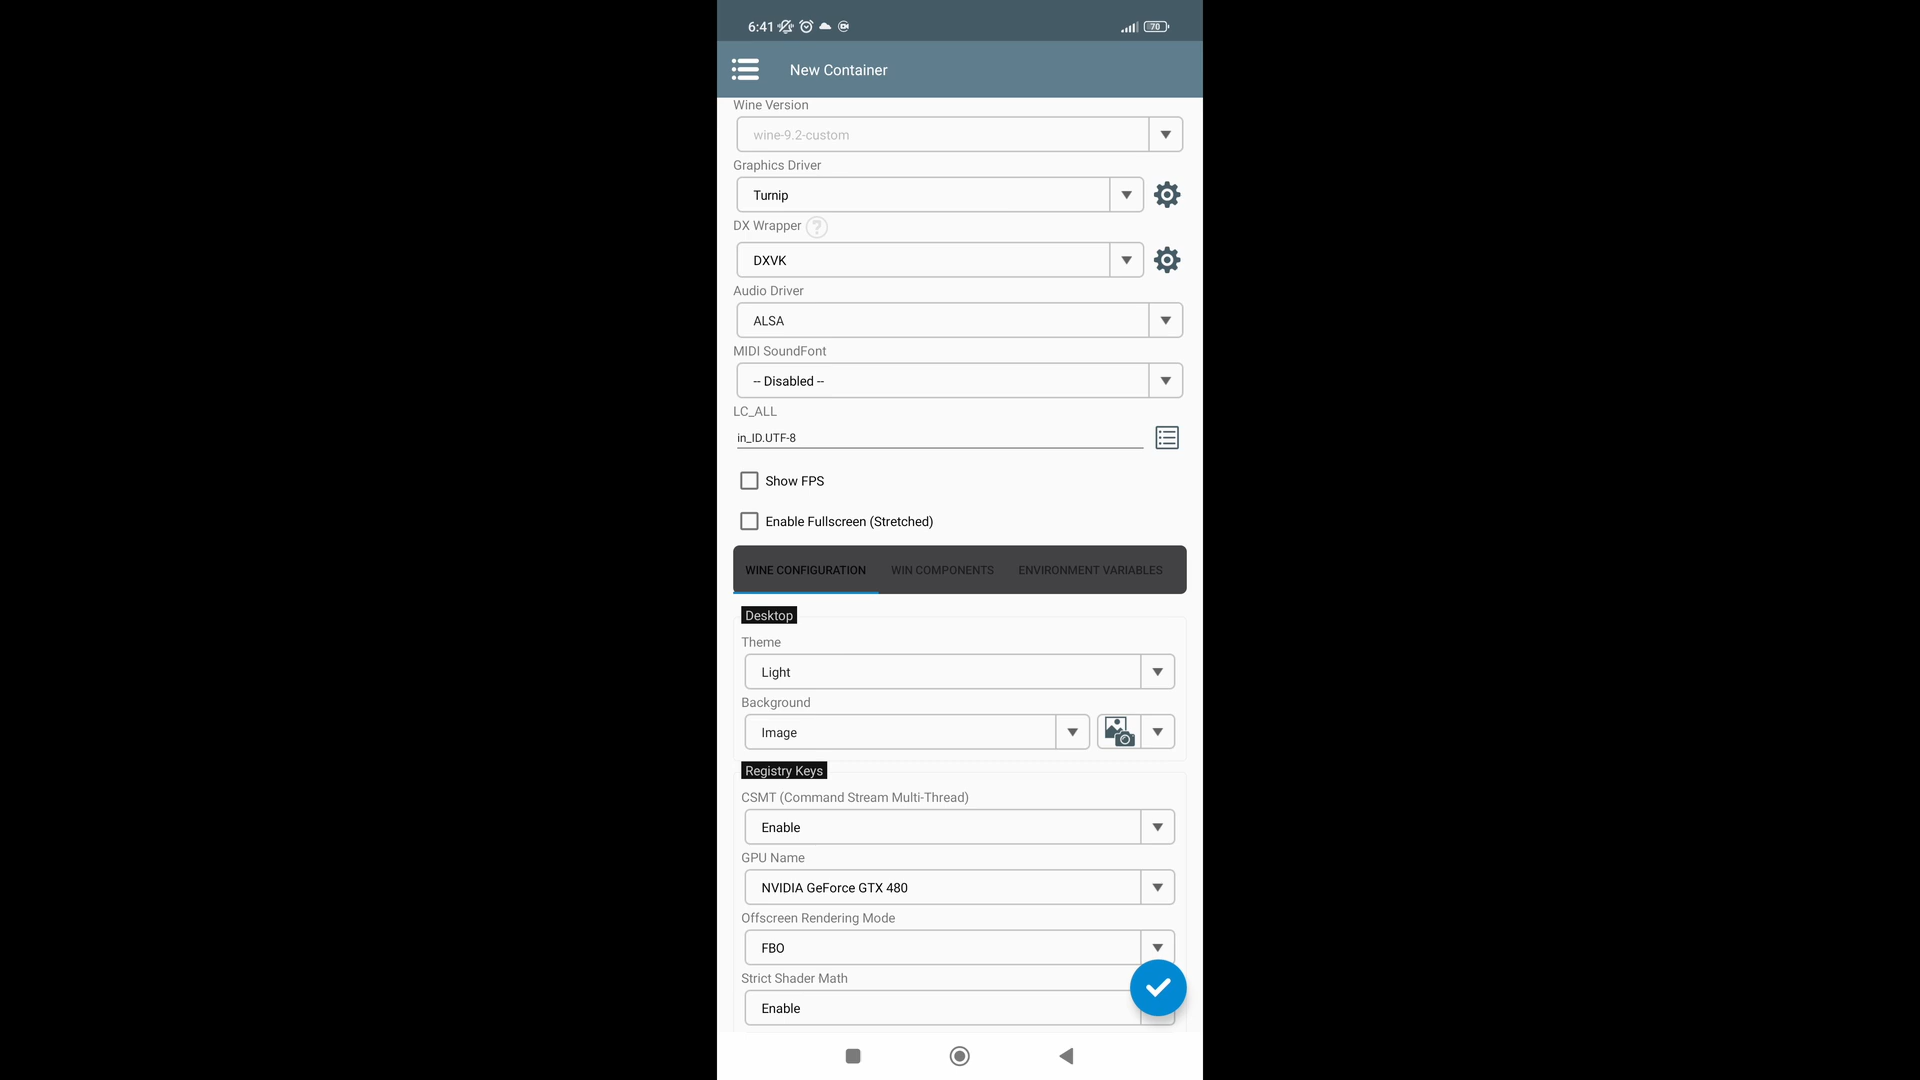 6:41
70
New Container
Wine Version
wine-9.2-custom
Graphics Driver
Turnip
DX Wrapper ?
DXVK
Audio Driver
ALSA
MIDI SoundFont
-- Disabled --
LC_ALL
in_ID.UTF-8
Show FPS
Enable Fullscreen (Stretched)
WINE CONFIGURATION WIN COMPONENTS ENVIRONMENT VARIABLES
Desktop
Theme
Light
Background
Image
Registry Keys
CSMT (Command Stream Multi-Thread)
Enable
GPU Name
NVIDIA GeForce GTX 480
Offscreen Rendering Mode
FBO
Strict Shader Math
Enable